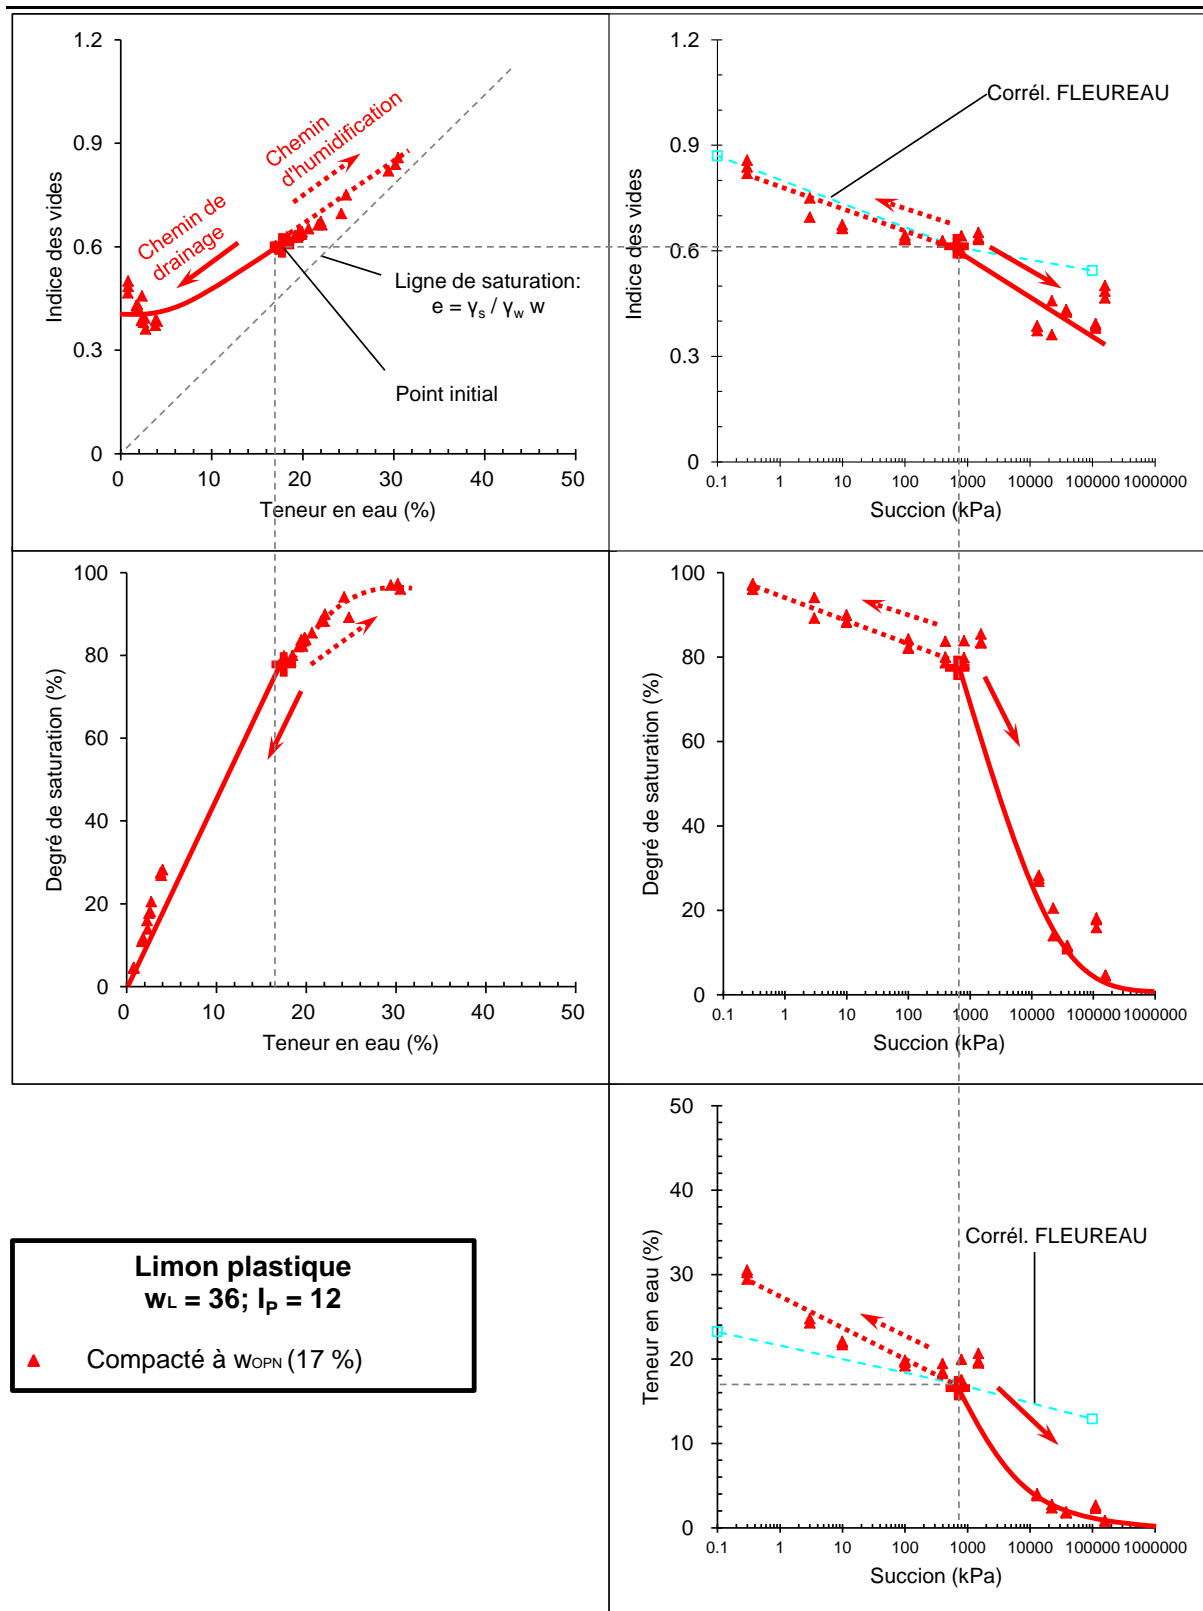 1.2
0.9
0.6
0.3
0
Indice des vides
0 10 20 30 40 50
Teneur en eau (%)
Chemin
d'humidification
Chemin de
drainage
Ligne de saturation:
e = γs / γw w
Point initial
1.2
0.9
0.6
0.3
0
Indice des vides
0.1 1 10 100 1000 10000 100000 1000000
Succion (kPa)
Corrél. FLEUREAU
100
80
60
40
20
0
Degré de saturation (%)
0 10 20 30 40 50
Teneur en eau (%)
100
80
60
40
20
0
Degré de saturation (%)
0.1 1 10 100 1000 10000 100000 1000000
Succion (kPa)
Limon plastique
wL = 36; IP = 12
Compacté à wOPN (17 %)
50
40
30
20
10
0
Teneur en eau (%)
0.1 1 10 100 1000 10000 100000 1000000
Succion (kPa)
Corrél. FLEUREAU